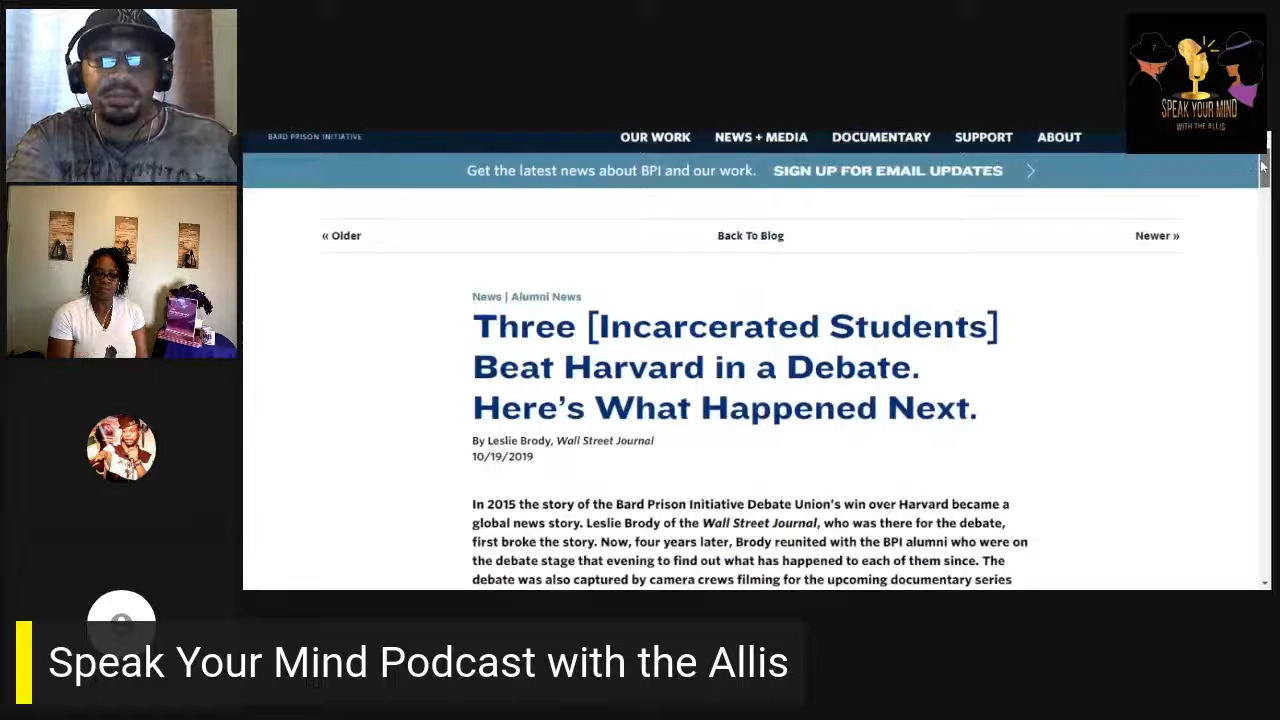 SPEAK YOUR MIND
WITH THE ALLIS
BARD PRISON INITIATIVE
OUR WORK
NEWS + MEDIA
DOCUMENTARY
SUPPORT
ABOUT
Get the latest news about BPI and our work. SIGN UP FOR EMAIL UPDATES
« Older
Back To Blog
Newer »
News | Alumni News
Three [Incarcerated Students]
Beat Harvard in a Debate.
Here’s What Happened Next.
By Leslie Brody, Wall Street Journal
10/19/2019
In 2015 the story of the Bard Prison Initiative Debate Union’s win over Harvard became a
global news story. Leslie Brody of the Wall Street Journal, who was there for the debate,
first broke the story. Now, four years later, Brody reunited with the BPI alumni who were on
the debate stage that evening to find out what has happened to each of them since. The
debate was also captured by camera crews filming for the upcoming documentary series
Speak Your Mind Podcast with the Allis